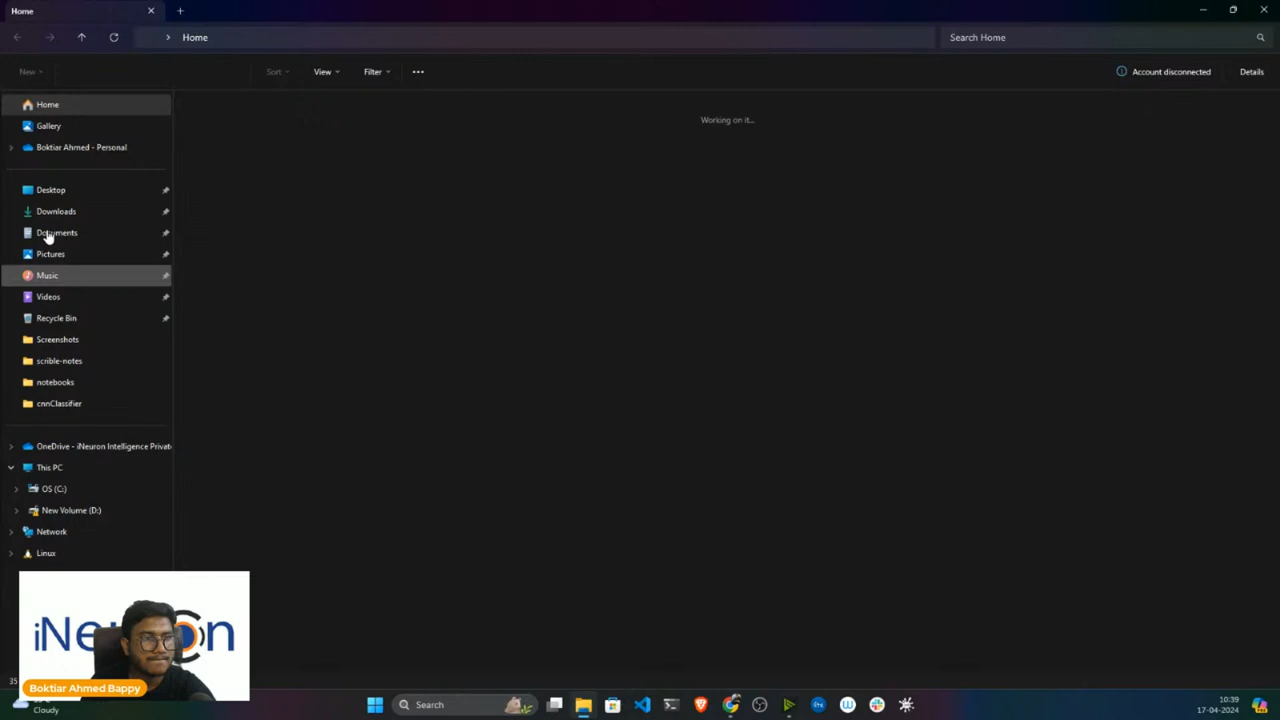 Home
Home
Search Home
New
Sort
View
Filter
Account disconnected
Details
Home
Gallery
Boktiar Ahmed - Personal
Working on it...
Desktop
Downloads
Documents
Pictures
Music
Videos
Recycle Bin
Screenshots
scrible-notes
notebooks
cnnClassifier
OneDrive - iNeuron Intelligence Privat
This PC
OS (C:)
New Volume (D:)
Network
Linux
iNeuron
Boktiar Ahmed Bappy
35
Cloudy
Search
10:39
17-04-2024